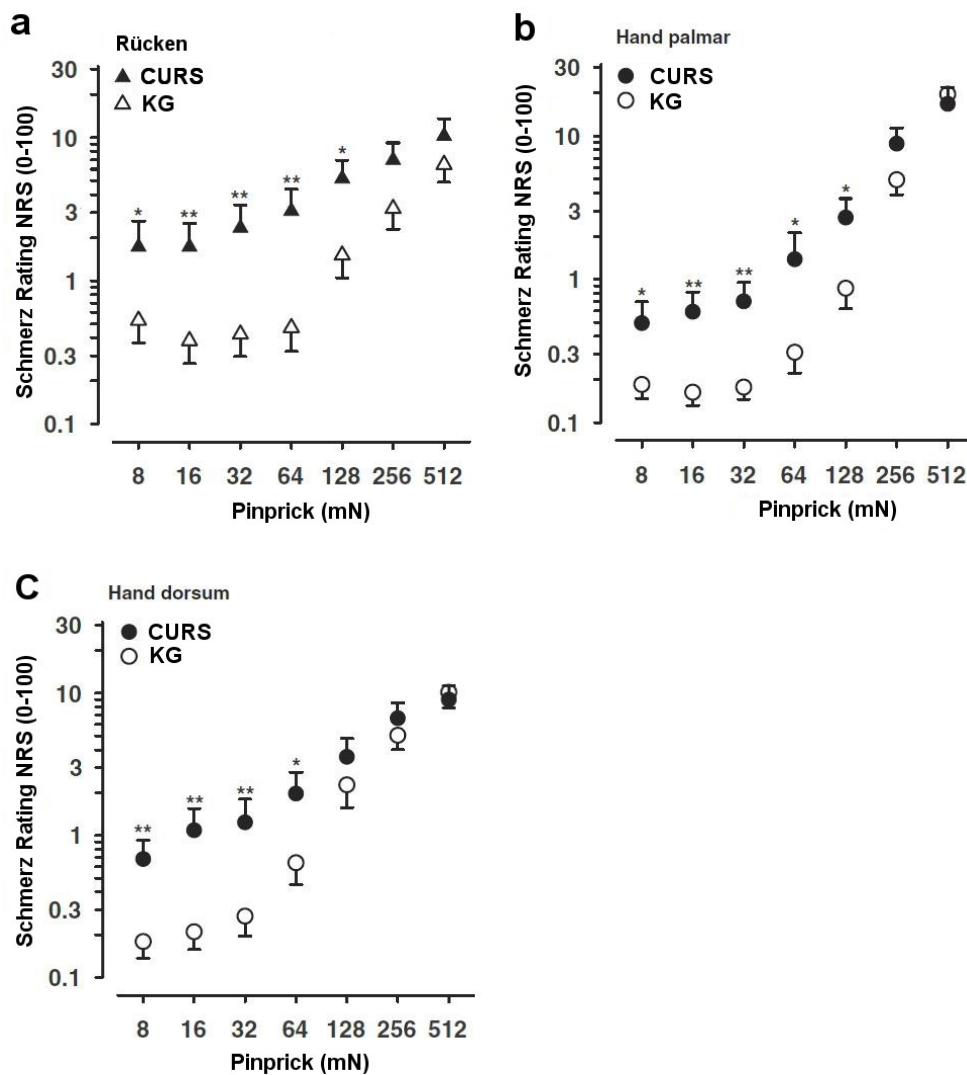 a
Rücken
CURS
KG
Schmerz Rating NRS (0-100)
30
10
3
1
0.3
0.1
* ** ** ** *
8 16 32 64 128 256 512
Pinprick (mN)
b
Hand palmar
CURS
KG
Schmerz Rating NRS (0-100)
30
10
3
1
0.3
0.1
* ** ** * *
8 16 32 64 128 256 512
Pinprick (mN)
C
Hand dorsum
CURS
KG
Schmerz Rating NRS (0-100)
30
10
3
1
0.3
0.1
** ** ** *
8 16 32 64 128 256 512
Pinprick (mN)